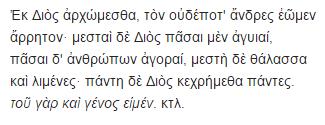 Ἐκ Διὸς ἀρχώμεσθα, τὸν οὐδέποτ' ἄνδρες ἐῶμεν
ἄρρητον· μεσταὶ δὲ Διὸς πᾶσαι μὲν ἀγυιαί,
πᾶσαι δ' ἀνθρώπων ἀγοραί, μεστὴ δὲ θάλασσα
καὶ λιμένες· πάντη δὲ Διὸς κεχρήμεθα πάντες.
τοῦ γὰρ καὶ γένος εἰμέν. κτλ.